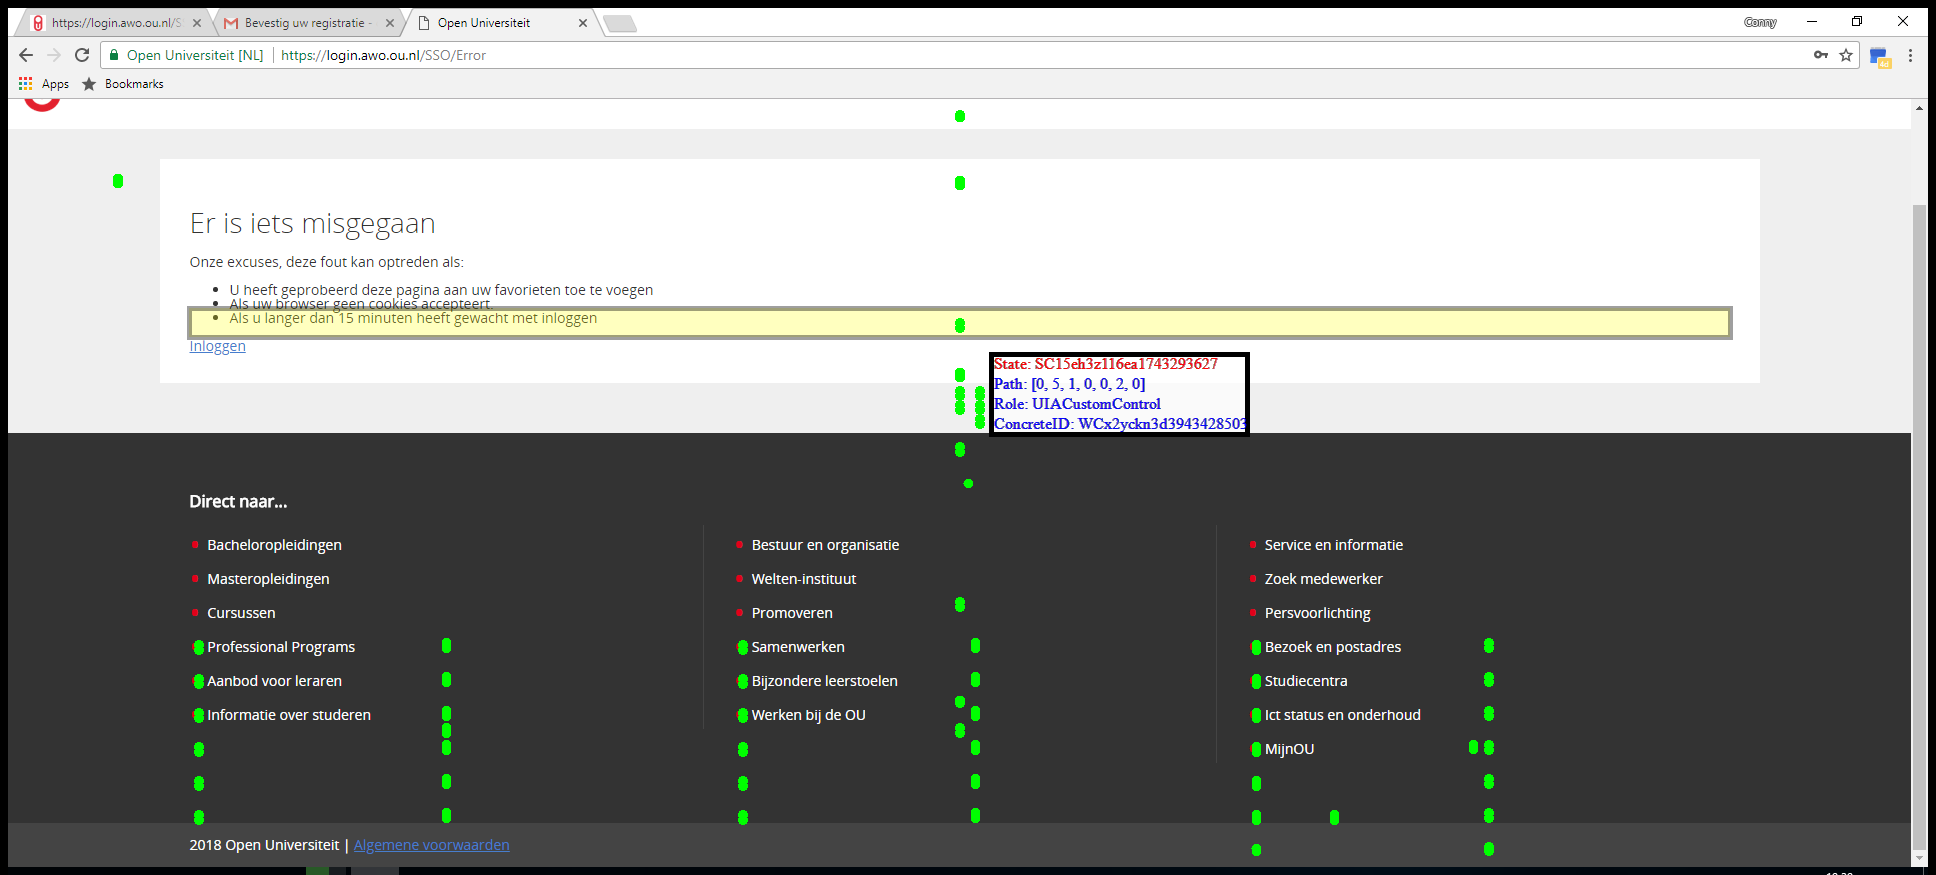 https://login.awo.ou.nl/S
Bevestig uw registratie -
Open Universiteit
Conny
Open Universiteit [NL]
https://login.awo.ou.nl/SSO/Error
4d
Apps
Bookmarks
Er is iets misgegaan
Onze excuses, deze fout kan optreden als:
U heeft geprobeerd deze pagina aan uw favorieten toe te voegen
Als uw browser geen cookies accepteert
Als u langer dan 15 minuten heeft gewacht met inloggen
Inloggen
State: SC15eh3z116ea1743293627
Path: [0, 5, 1, 0, 0, 2, 0]
Role: UIACustomControl
ConcreteID: WCx2yckn3d3943428503
Direct naar...
Bacheloropleidingen
Masteropleidingen
Cursussen
Professional Programs
Aanbod voor leraren
Informatie over studeren
Bestuur en organisatie
Welten-instituut
Promoveren
Samenwerken
Bijzondere leerstoelen
Werken bij de OU
Service en informatie
Zoek medewerker
Persvoorlichting
Bezoek en postadres
Studiecentra
Ict status en onderhoud
MijnOU
2018 Open Universiteit | Algemene voorwaarden